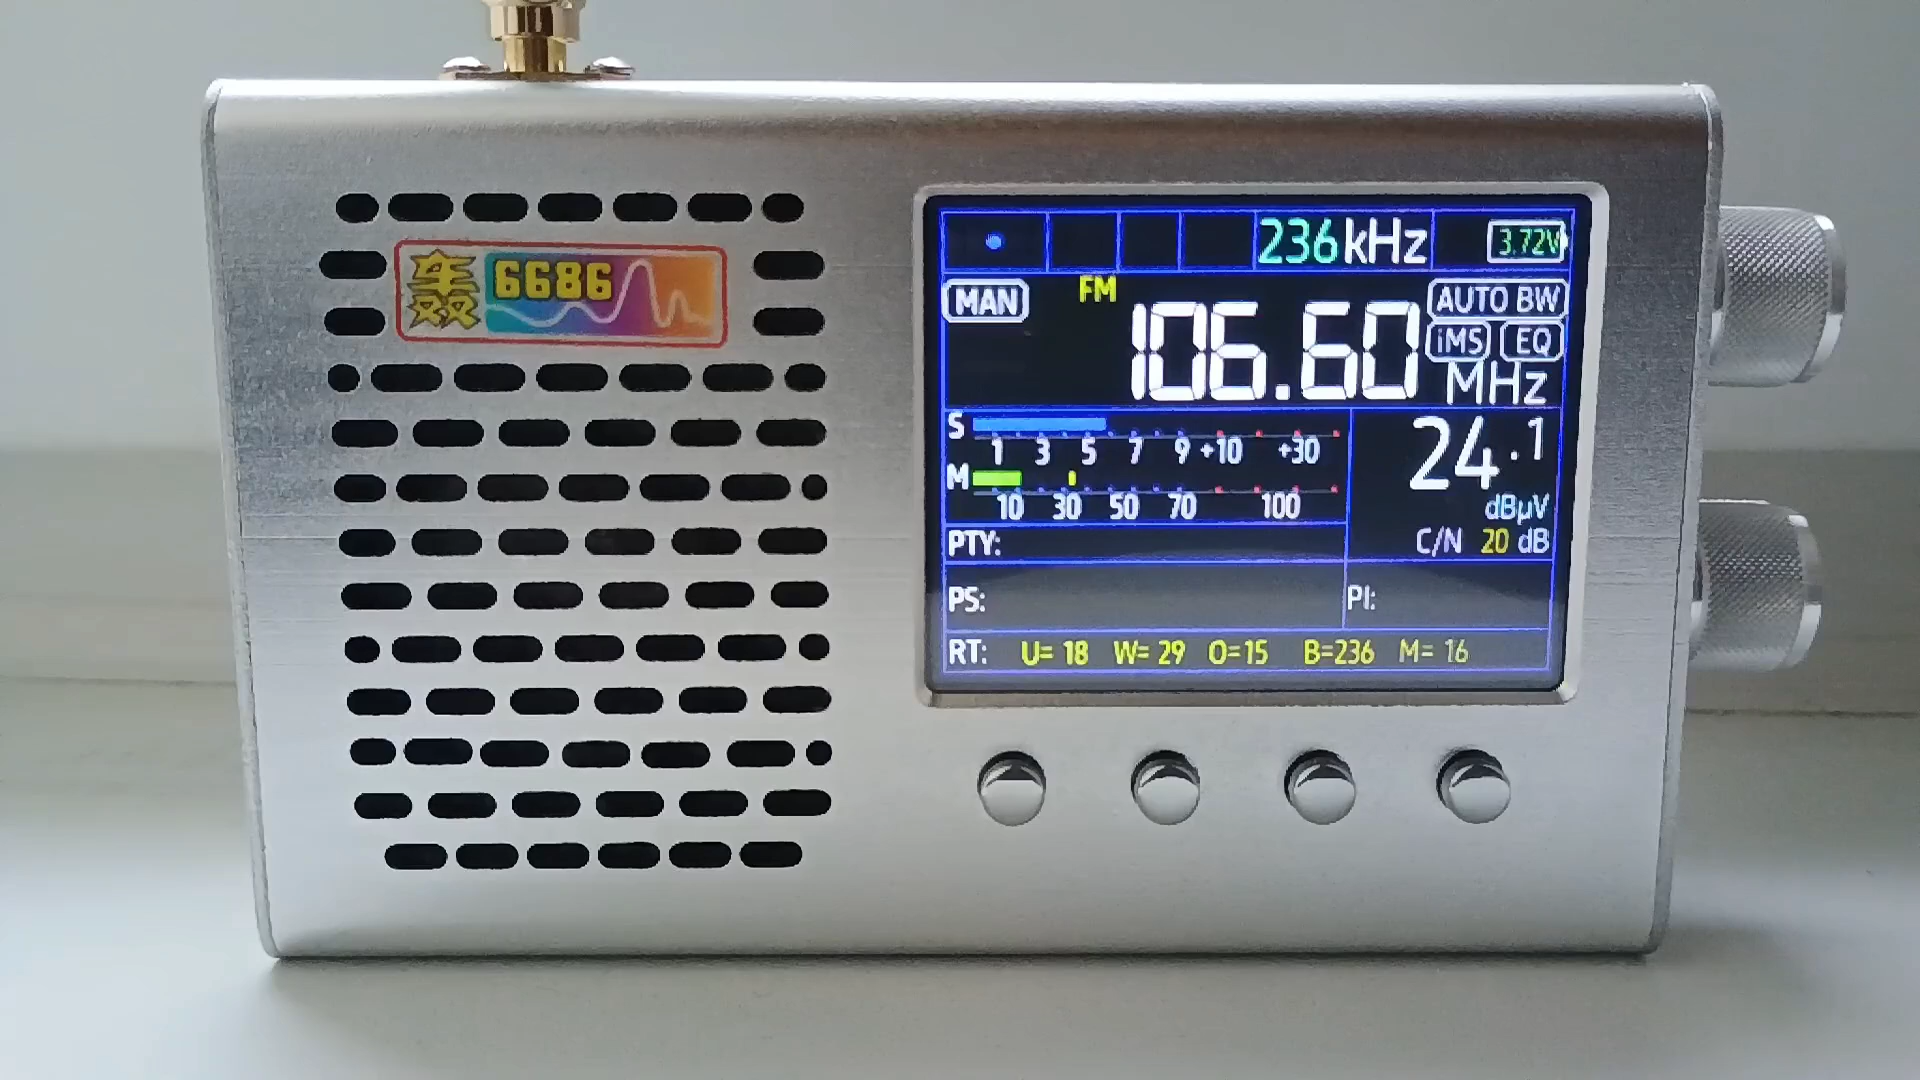 轰 6686
236kHz 3.72V
MAN FM 106.60 MHz AUTO BW
iMS EQ
S 1 3 5 7 9 +10 +30
M 10 30 50 70 100
24.1
dBµV
C/N 20 dB
PTY:
PS: PI:
RT: U= 18 W= 29 O=15 B=236 M= 16